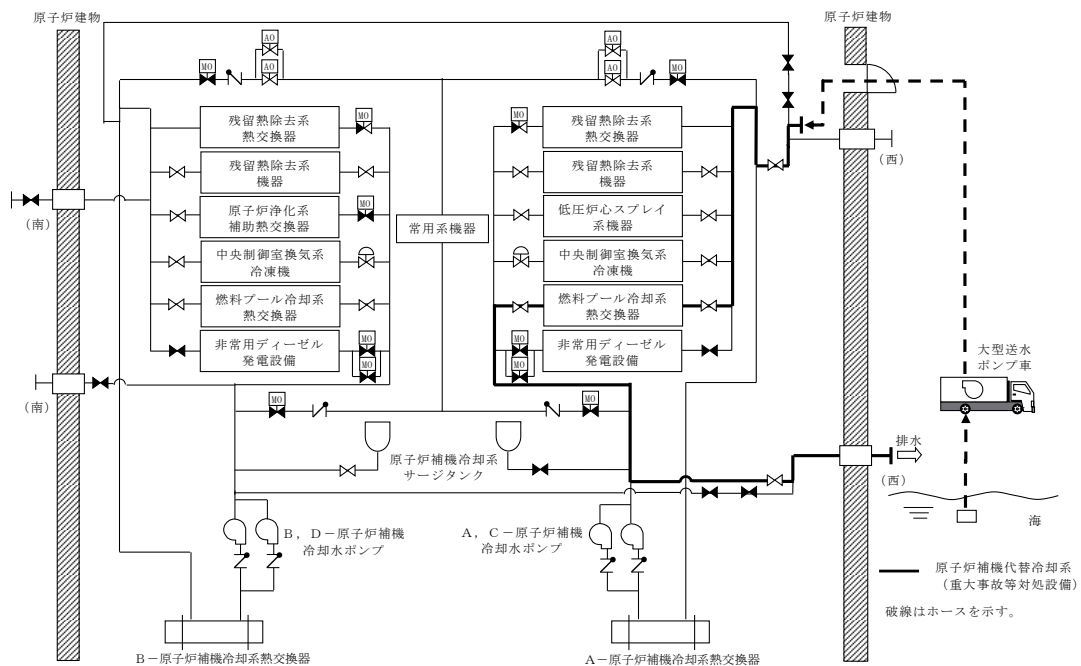 原子炉建物
原子炉建物
AO
AO
MO
AO
AO
MO
残留熱除去系
熱交換器
MO
MO
残留熱除去系
熱交換器
残留熱除去系
機器
残留熱除去系
機器
(西)
(南)
原子炉浄化系
補助熱交換器
MO
常用系機器
低圧炉心スプレイ
系機器
中央制御室換気系
冷凍機
中央制御室換気系
冷凍機
燃料プール冷却系
熱交換器
燃料プール冷却系
熱交換器
非常用ディーゼル
発電設備
MO
MO
MO
MO
非常用ディーゼル
発電設備
大型送水
ポンプ車
(南)
MO
MO
原子炉補機冷却系
サージタンク
排水
(西)
海
B,D-原子炉補機
冷却水ポンプ
A,C-原子炉補機
冷却水ポンプ
原子炉補機代替冷却系
(重大事故等対処設備)
破線はホースを示す。
B-原子炉補機冷却系熱交換器
A-原子炉補機冷却系熱交換器